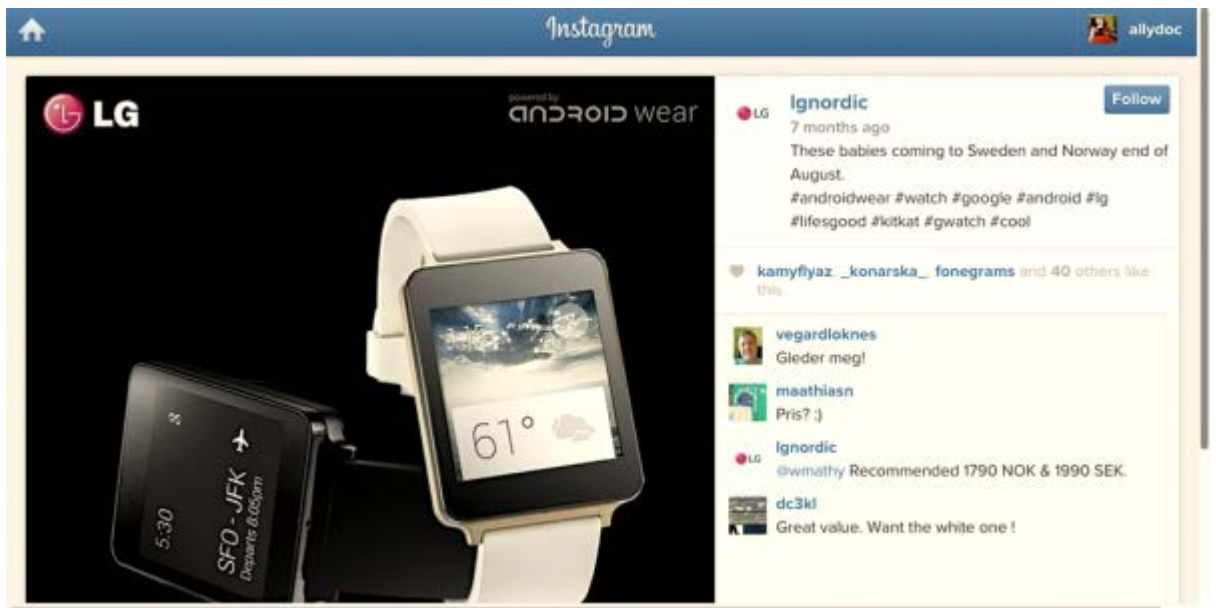 Instagram
allydoc
LG
powered by
ANDROID wear
61°
5:30
SFO - JFK
Departs 8:05pm
LG
lgnordic
Follow
7 months ago
These babies coming to Sweden and Norway end of
August.
#androidwear #watch #google #android #lg
#lifesgood #kitkat #gwatch #cool
kamyflyaz, _konarska_, fonegrams and 40 others like
this.
vegardloknes
Gleder meg!
maathiasn
Pris? :)
LG
lgnordic
@wmathy Recommended 1790 NOK & 1990 SEK.
dc3kl
Great value. Want the white one !